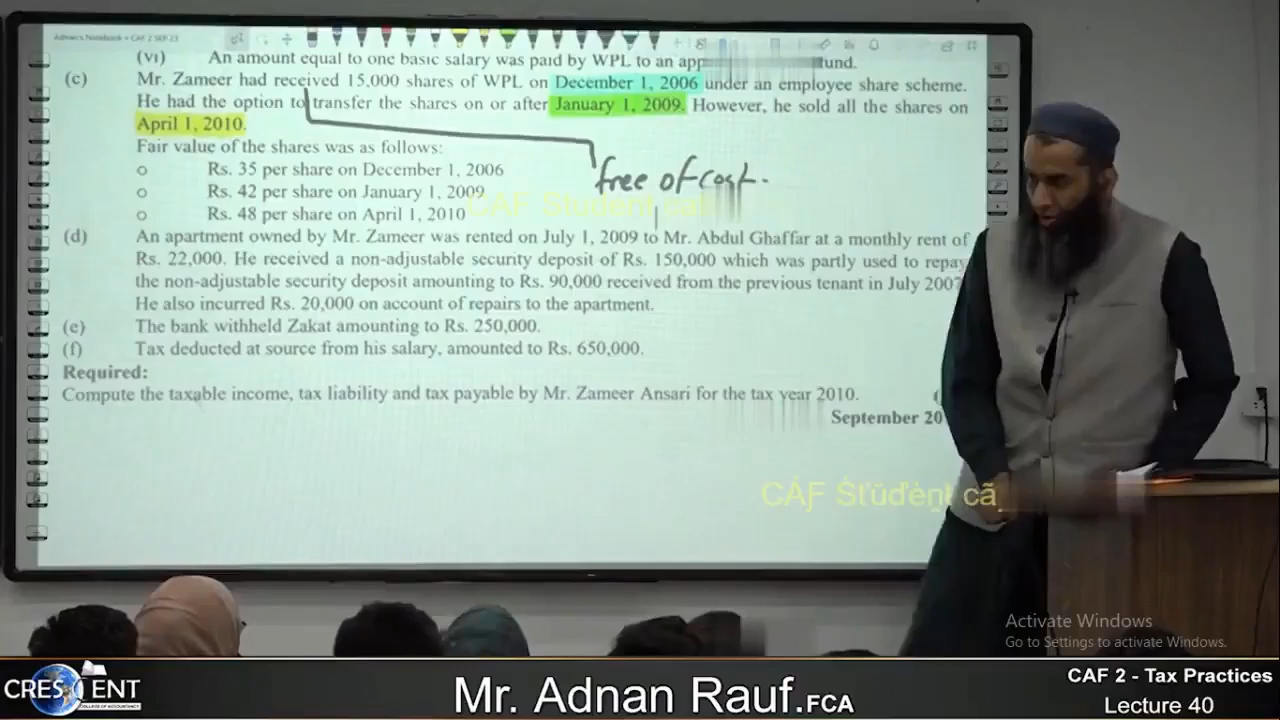 Adnan's Notebook • CAF 2 SEP 23
(vi) An amount equal to one basic salary was paid by WPL to an fund.
(c) Mr. Zameer had received 15,000 shares of WPL on December 1, 2006 under an employee share scheme.
He had the option to transfer the shares on or after January 1, 2009. However, he sold all the shares on
April 1, 2010.
Fair value of the shares was as follows:
o Rs. 35 per share on December 1, 2006
free of cost.
o Rs. 42 per share on January 1, 2009
CAF Student
o Rs. 48 per share on April 1, 2010
(d) An apartment owned by Mr. Zameer was rented on July 1, 2009 to Mr. Abdul Ghaffar at a monthly rent of
Rs. 22,000. He received a non-adjustable security deposit of Rs. 150,000 which was partly used to repay
the non-adjustable security deposit amounting to Rs. 90,000 received from the previous tenant in July 2007
He also incurred Rs. 20,000 on account of repairs to the apartment.
(e) The bank withheld Zakat amounting to Rs. 250,000.
(f) Tax deducted at source from his salary, amounted to Rs. 650,000.
Required:
Compute the taxable income, tax liability and tax payable by Mr. Zameer Ansari for the tax year 2010.
September 20
Activate Windows
Go to Settings to activate Windows.
CRESCENT
COLLEGE OF ACCOUNTANCY
Mr. Adnan Rauf.FCA
CAF 2 - Tax Practices
Lecture 40